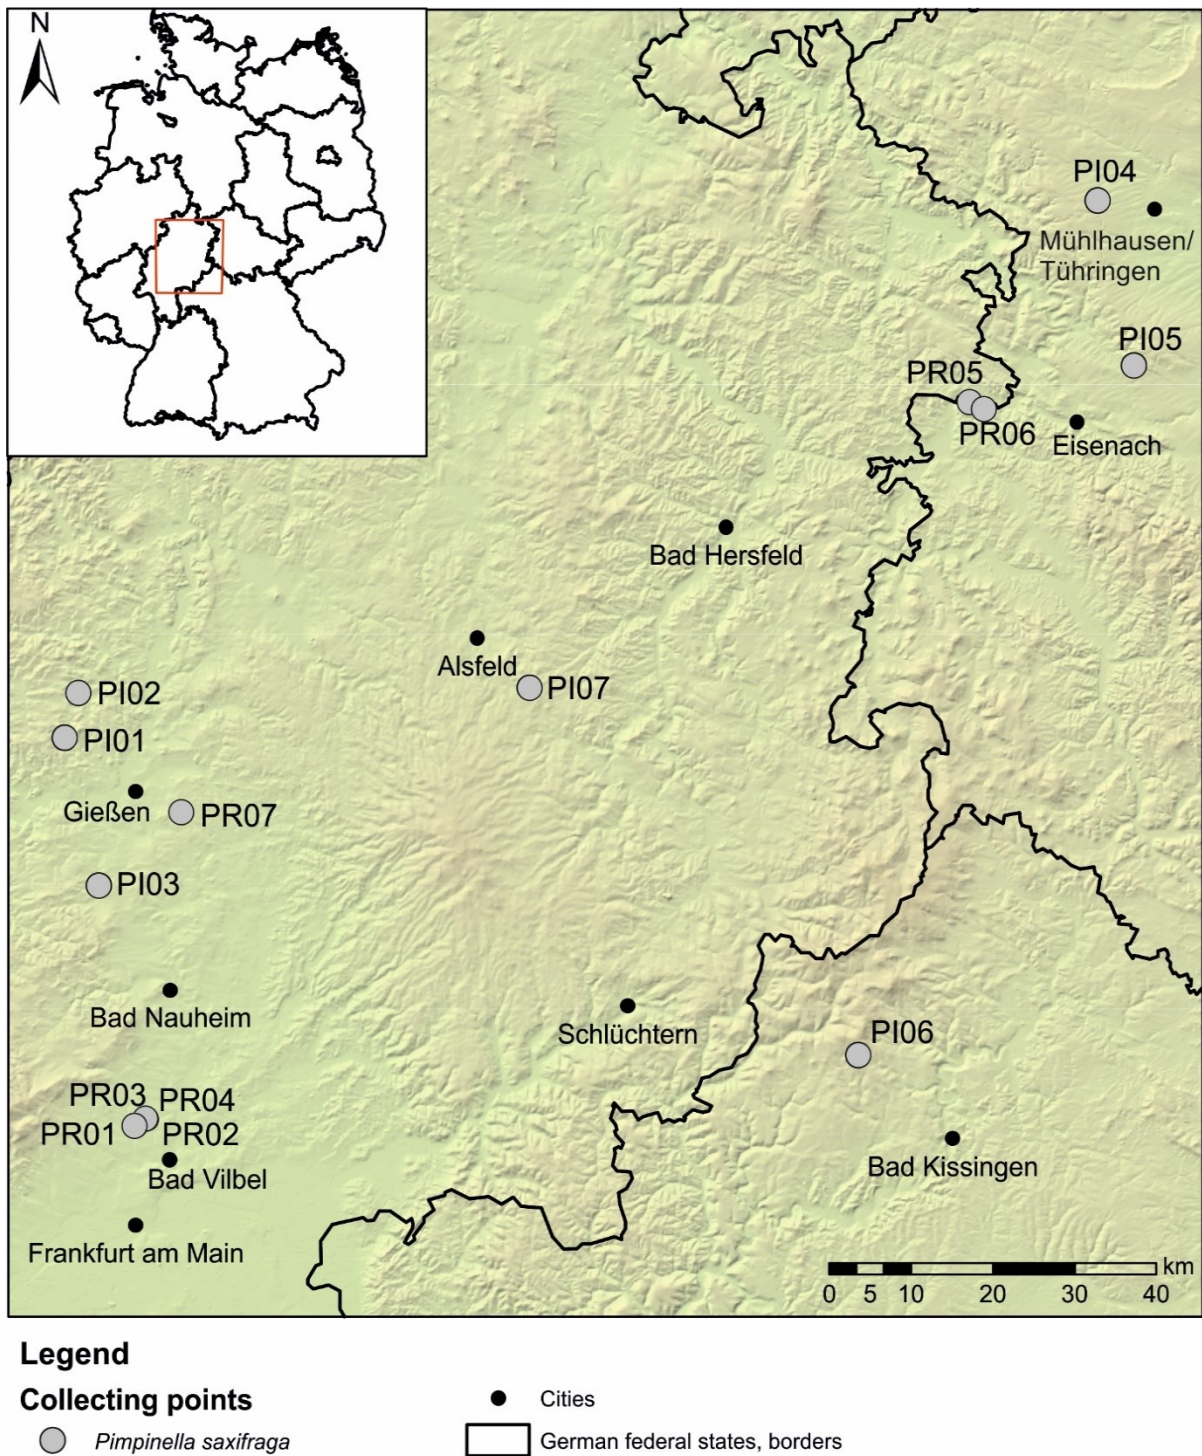 N
PI04
Mühlhausen/
Tühringen
PI05
PR05
PR06
Eisenach
Bad Hersfeld
Alsfeld
PI07
PI02
PI01
Gießen
PR07
PI03
Bad Nauheim
Schlüchtern
PI06
PR03
PR04
PR01
PR02
Bad Vilbel
Bad Kissingen
Frankfurt am Main
km
0 5 10 20 30 40
Legend
Collecting points
Cities
Pimpinella saxifraga
German federal states, borders